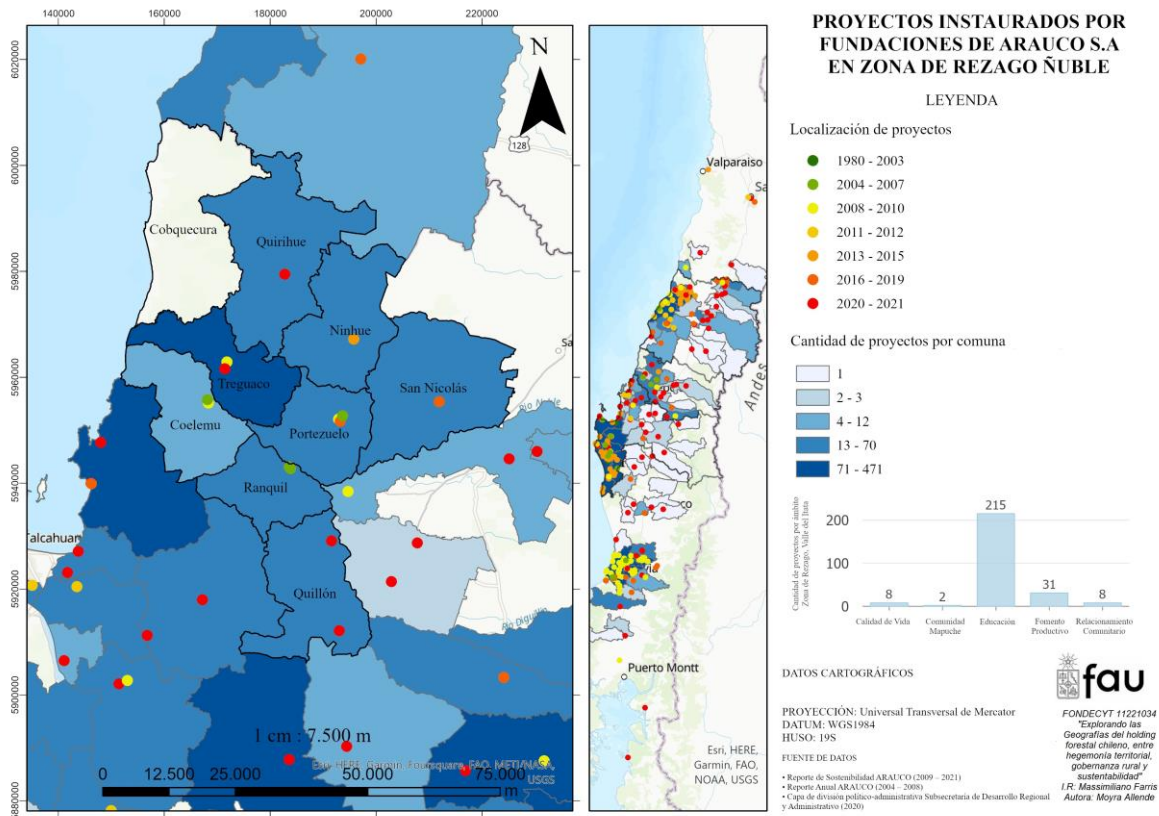 140000
160000
180000
200000
220000
6020000
6000000
5980000
5960000
5940000
5920000
5900000
5880000
N
128
Cobquecura
Quirihue
Ninhue
Treguaco
San Nicolás
Coelemu
Portezuelo
Ranquil
Quillón
Talcahuan
Río Ñuble
Río Diguillín
1 cm : 7.500 m
Esri, HERE, Garmin, Foursquare, FAO, METI/NASA,
USGS
0 12.500 25.000 50.000 75.000
m
Valparaiso
Sa
Andes
Puerto Montt
Esri, HERE,
Garmin, FAO,
NOAA, USGS
PROYECTOS INSTAURADOS POR
FUNDACIONES DE ARAUCO S.A
EN ZONA DE REZAGO ÑUBLE
LEYENDA
Localización de proyectos
1980 - 2003
2004 - 2007
2008 - 2010
2011 - 2012
2013 - 2015
2016 - 2019
2020 - 2021
Cantidad de proyectos por comuna
1
2 - 3
4 - 12
13 - 70
71 - 471
Cantidad de proyectos por ámbito
Zona de Rezago, Valle del Itata
200
100
0
8
2
215
31
8
Calidad de Vida
Comunidad
Mapuche
Educación
Fomento
Productivo
Relacionamiento
Comunitario
DATOS CARTOGRÁFICOS
PROYECCIÓN: Universal Transversal de Mercator
DATUM: WGS1984
HUSO: 19S
FUENTE DE DATOS
• Reporte de Sostenibilidad ARAUCO (2009 – 2021)
• Reporte Anual ARAUCO (2004 – 2008)
• Capa de división político-administrativa Subsecretaria de Desarrollo Regional
y Administrativo (2020)
fau
FONDECYT 11221034
"Explorando las
Geografías del holding
forestal chileno, entre
hegemonía territorial,
gobernanza rural y
sustentabilidad"
I.R: Massimiliano Farris
Autora: Moyra Allende